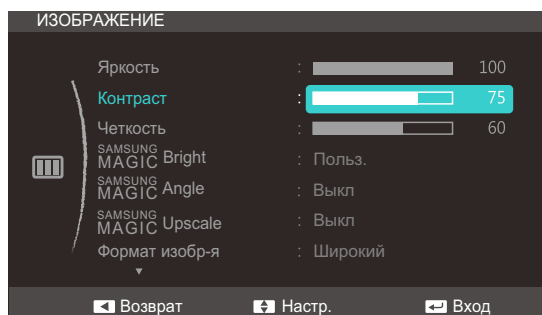 ИЗОБРАЖЕНИЕ
Яркость : 100
Контраст : 75
Четкость : 60
SAMSUNG MAGIC Bright : Польз.
SAMSUNG MAGIC Angle : Выкл
SAMSUNG MAGIC Upscale : Выкл
Формат изобр-я : Широкий
Возврат Настр. Вход